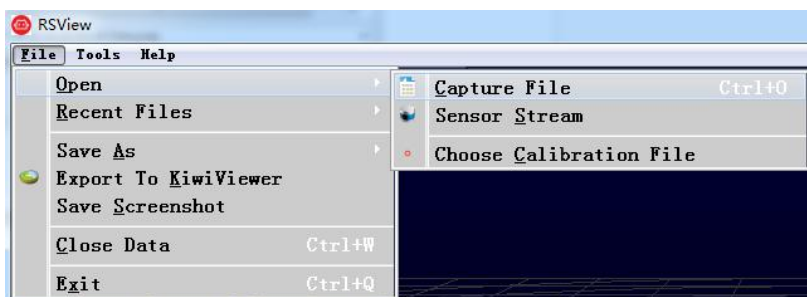 RSView
File Tools Help
Open
Recent Files
Save As
Export To KiwiViewer
Save Screenshot
Close Data Ctrl+W
Exit Ctrl+Q
Capture File Ctrl+O
Sensor Stream
Choose Calibration File